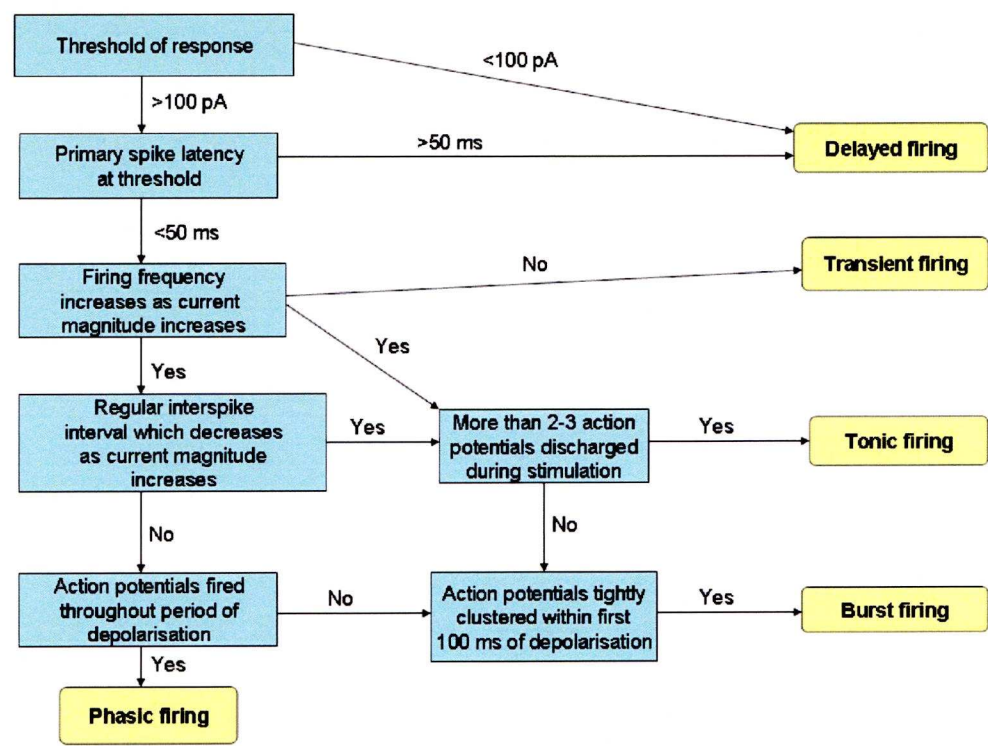 Threshold of response
<100 pA
>100 pA
Primary spike latency
at threshold
>50 ms
Delayed firing
<50 ms
Firing frequency
increases as current
magnitude increases
No
Transient firing
Yes
Yes
Regular interspike
interval which decreases
as current magnitude
increases
Yes
More than 2-3 action
potentials discharged
during stimulation
Yes
Tonic firing
No
No
Action potentials fired
throughout period of
depolarisation
No
Action potentials tightly
clustered within first
100 ms of depolarisation
Yes
Burst firing
Yes
Phasic firing